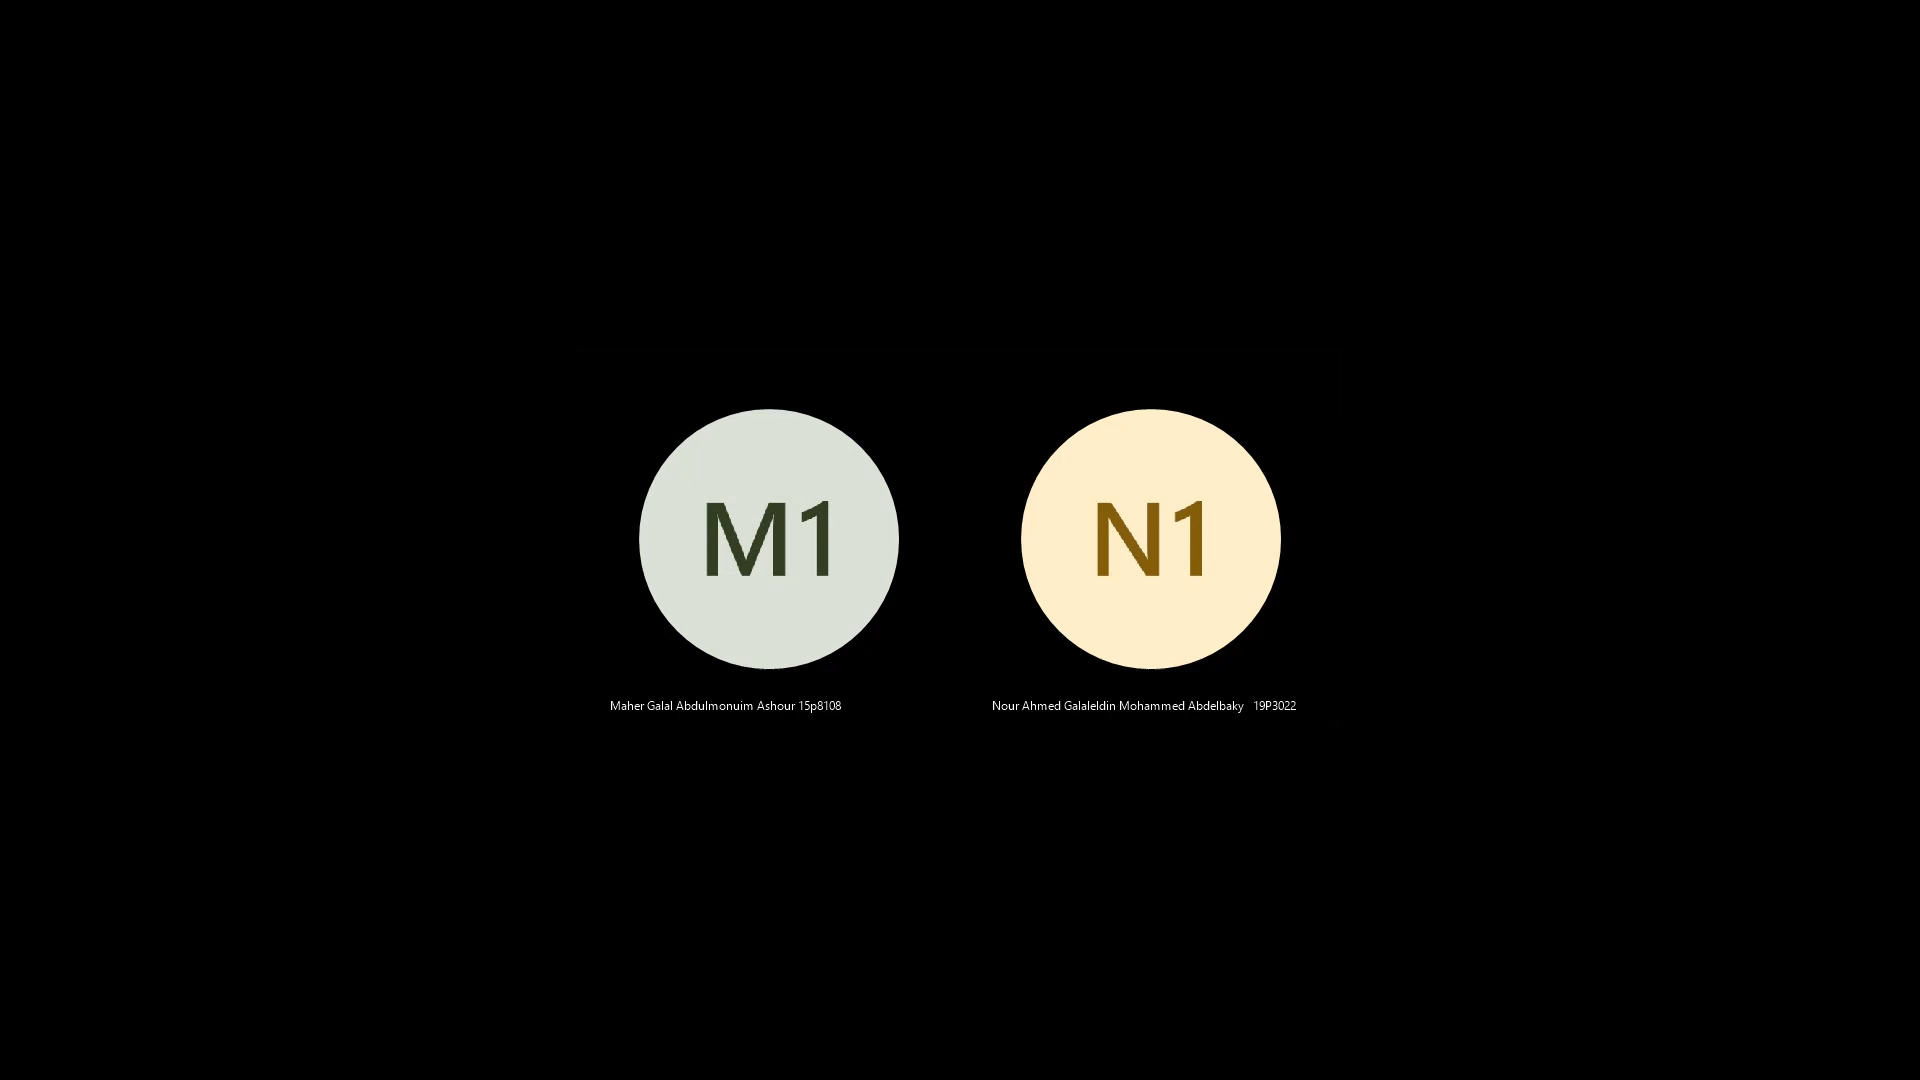 M1
N1
Maher Galal Abdulmonuim Ashour 15p8108
Nour Ahmed Galaleldin Mohammed Abdelbaky 19P3022